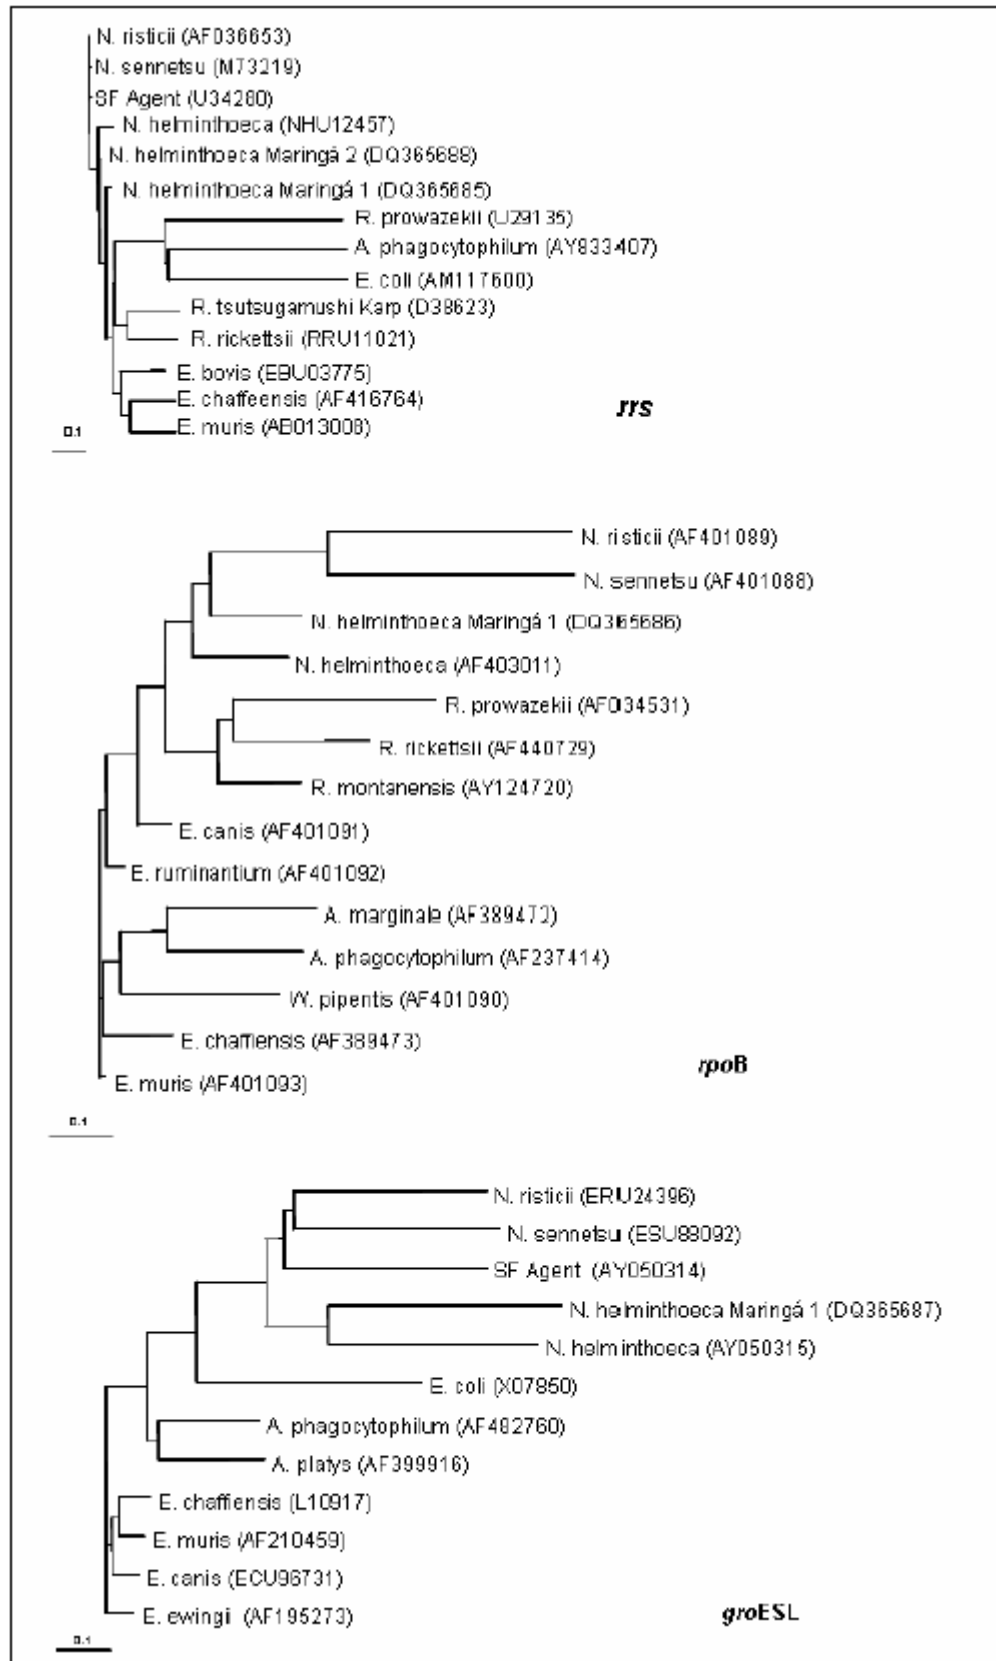 N. risticii (AF036653)
N. sennetsu (M73219)
SF Agent (U34280)
N. helminthoeca (NHU12457)
N. helminthoeca Maringá 2 (DQ365688)
N. helminthoeca Maringá 1 (DQ365685)
R. prowazekii (U29135)
A. phagocytophilum (AY833407)
E. coli (AM117600)
R. tsutsugamushi Karp (D38623)
R. rickettsii (RRU11021)
E. bovis (EBU03775)
E. chaffeensis (AF416764)
rrs
E. muris (AB013008)
0.1
N. risticii (AF401089)
N. sennetsu (AF401088)
N. helminthoeca Maringá 1 (DQ365686)
N. helminthoeca (AF403011)
R. prowazekii (AF034531)
R. rickettsii (AF440729)
R. montanensis (AY124720)
E. canis (AF401091)
E. ruminantium (AF401092)
A. marginale (AF389472)
A. phagocytophilum (AF237414)
W. pipentis (AF401090)
E. chaffiensis (AF389473)
rpoB
E. muris (AF401093)
0.1
N. risticii (ERU24396)
N. sennetsu (ESU88092)
SF Agent (AY050314)
N. helminthoeca Maringá 1 (DQ365687)
N. helminthoeca (AY050315)
E. coli (X07850)
A. phagocytophilum (AF482760)
A. platys (AF399916)
E. chaffiensis (L10917)
E. muris (AF210459)
E. canis (ECU96731)
E. ewingii (AF195273)
groESL
0.1